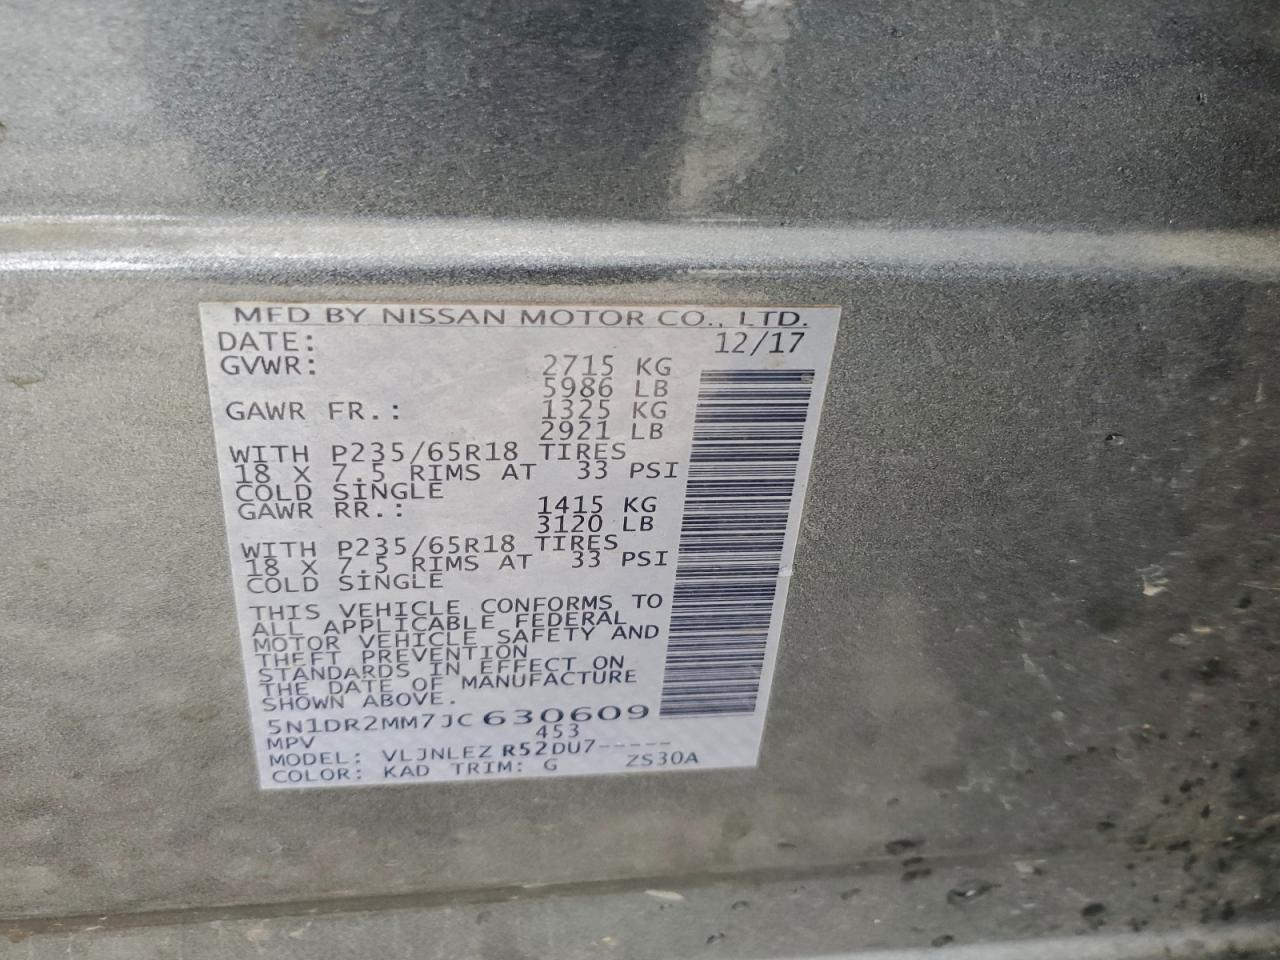 MFD BY NISSAN MOTOR CO., LTD.
DATE: 12/17
GVWR: 2715 KG
5986 LB
GAWR FR.: 1325 KG
2921 LB
WITH P235/65R18 TIRES
18 X 7.5 RIMS AT 33 PSI
COLD SINGLE
GAWR RR.: 1415 KG
3120 LB
WITH P235/65R18 TIRES
18 X 7.5 RIMS AT 33 PSI
COLD SINGLE
THIS VEHICLE CONFORMS TO
ALL APPLICABLE FEDERAL
MOTOR VEHICLE SAFETY AND
THEFT PREVENTION
STANDARDS IN EFFECT ON
THE DATE OF MANUFACTURE
SHOWN ABOVE.
5N1DR2MM7JC630609
MPV 453
MODEL: VLJNLEZ R52DU7-----
COLOR: KAD TRIM: G ZS30A